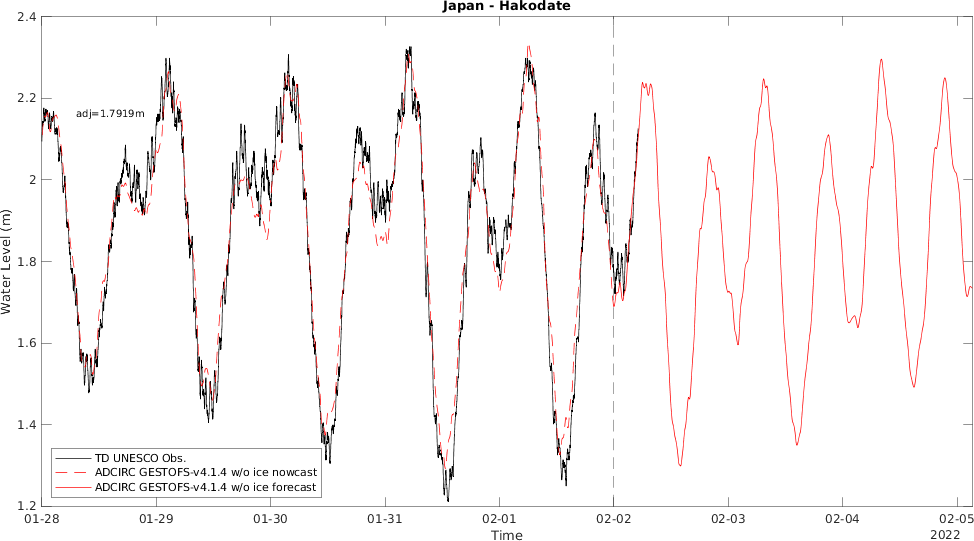 Japan - Hakodate
2.4
2.2
2
1.8
1.6
1.4
1.2
Water Level (m)
adj=1.7919m
TD UNESCO Obs.
ADCIRC GESTOFS-v4.1.4 w/o ice nowcast
ADCIRC GESTOFS-v4.1.4 w/o ice forecast
01-28 01-29 01-30 01-31 02-01 02-02 02-03 02-04 02-05
Time
2022